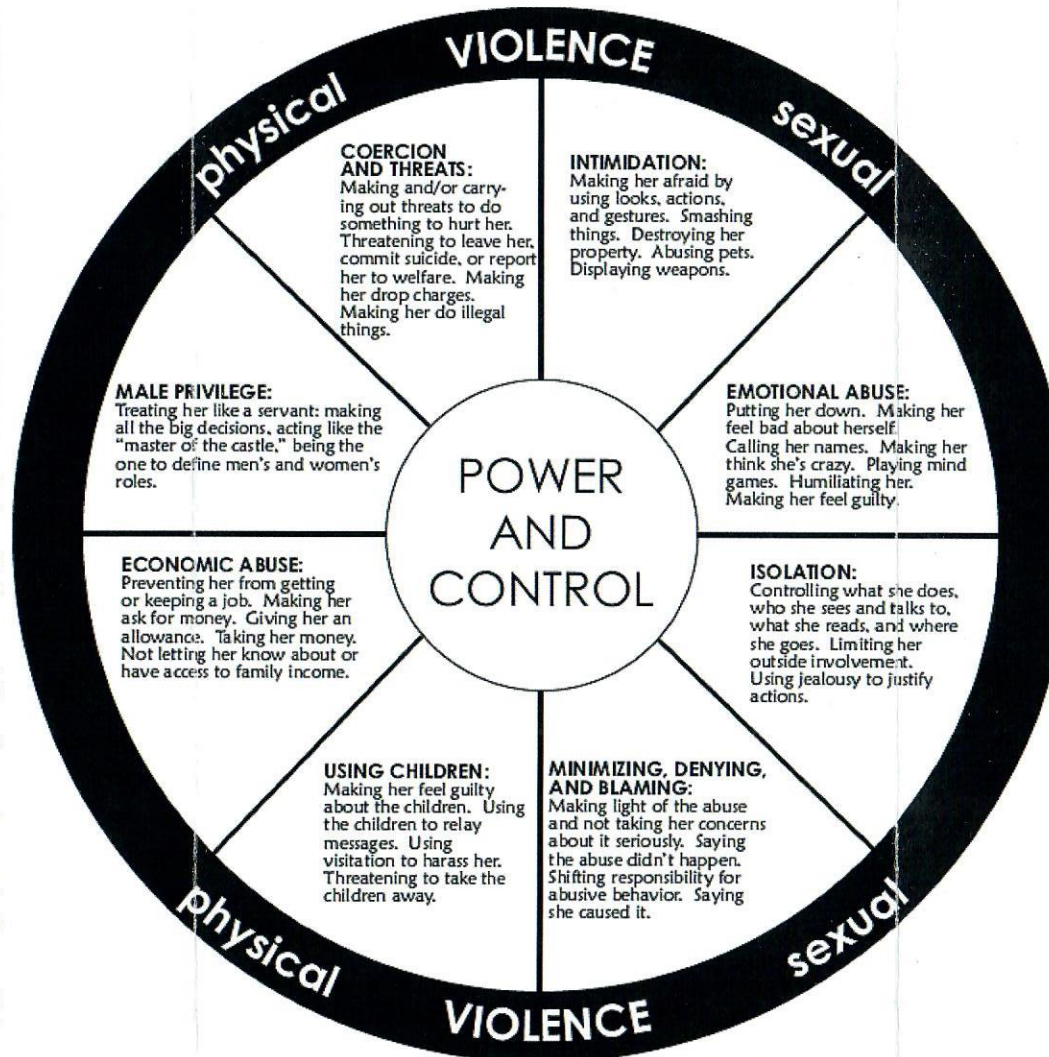 physical
VIOLENCE
sexual
COERCION
AND THREATS:
Making and/or carry-
ing out threats to do
something to hurt her.
Threatening to leave her,
commit suicide, or report
her to welfare. Making
her drop charges.
Making her do illegal
things.
INTIMIDATION:
Making her afraid by
using looks, actions,
and gestures. Smashing
things. Destroying her
property. Abusing pets.
Displaying weapons.
EMOTIONAL ABUSE:
Putting her down. Making her
feel bad about herself.
Calling her names. Making her
think she's crazy. Playing mind
games. Humiliating her.
Making her feel guilty.
ISOLATION:
Controlling what she does,
who she sees and talks to,
what she reads, and where
she goes. Limiting her
outside involvement.
Using jealousy to justify
actions.
MINIMIZING, DENYING,
AND BLAMING:
Making light of the abuse
and not taking her concerns
about it seriously. Saying
the abuse didn't happen.
Shifting responsibility for
abusive behavior. Saying
she caused it.
USING CHILDREN:
Making her feel guilty
about the children. Using
the children to relay
messages. Using
visitation to harass her.
Threatening to take the
children away.
ECONOMIC ABUSE:
Preventing her from getting
or keeping a job. Making her
ask for money. Giving her an
allowance. Taking her money.
Not letting her know about or
have access to family income.
MALE PRIVILEGE:
Treating her like a servant: making
all the big decisions, acting like the
"master of the castle," being the
one to define men's and women's
roles.
POWER
AND
CONTROL
physical
VIOLENCE
sexual